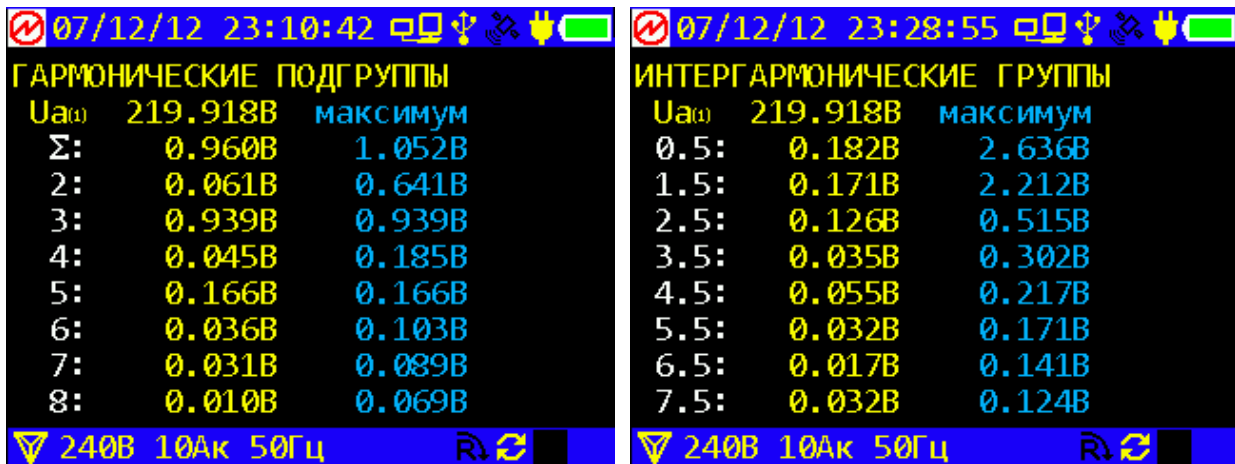 07/12/12 23:10:42
ГАРМОНИЧЕСКИЕ ПОДГРУППЫ
Ua(1) 219.918В максимум
Σ: 0.960В 1.052В
2: 0.061В 0.641В
3: 0.939В 0.939В
4: 0.045В 0.185В
5: 0.166В 0.166В
6: 0.036В 0.103В
7: 0.031В 0.089В
8: 0.010В 0.069В
240В 10Ак 50Гц
07/12/12 23:28:55
ИНТЕРГАРМОНИЧЕСКИЕ ГРУППЫ
Ua(1) 219.918В максимум
0.5: 0.182В 2.636В
1.5: 0.171В 2.212В
2.5: 0.126В 0.515В
3.5: 0.035В 0.302В
4.5: 0.055В 0.217В
5.5: 0.032В 0.171В
6.5: 0.017В 0.141В
7.5: 0.032В 0.124В
240В 10Ак 50Гц